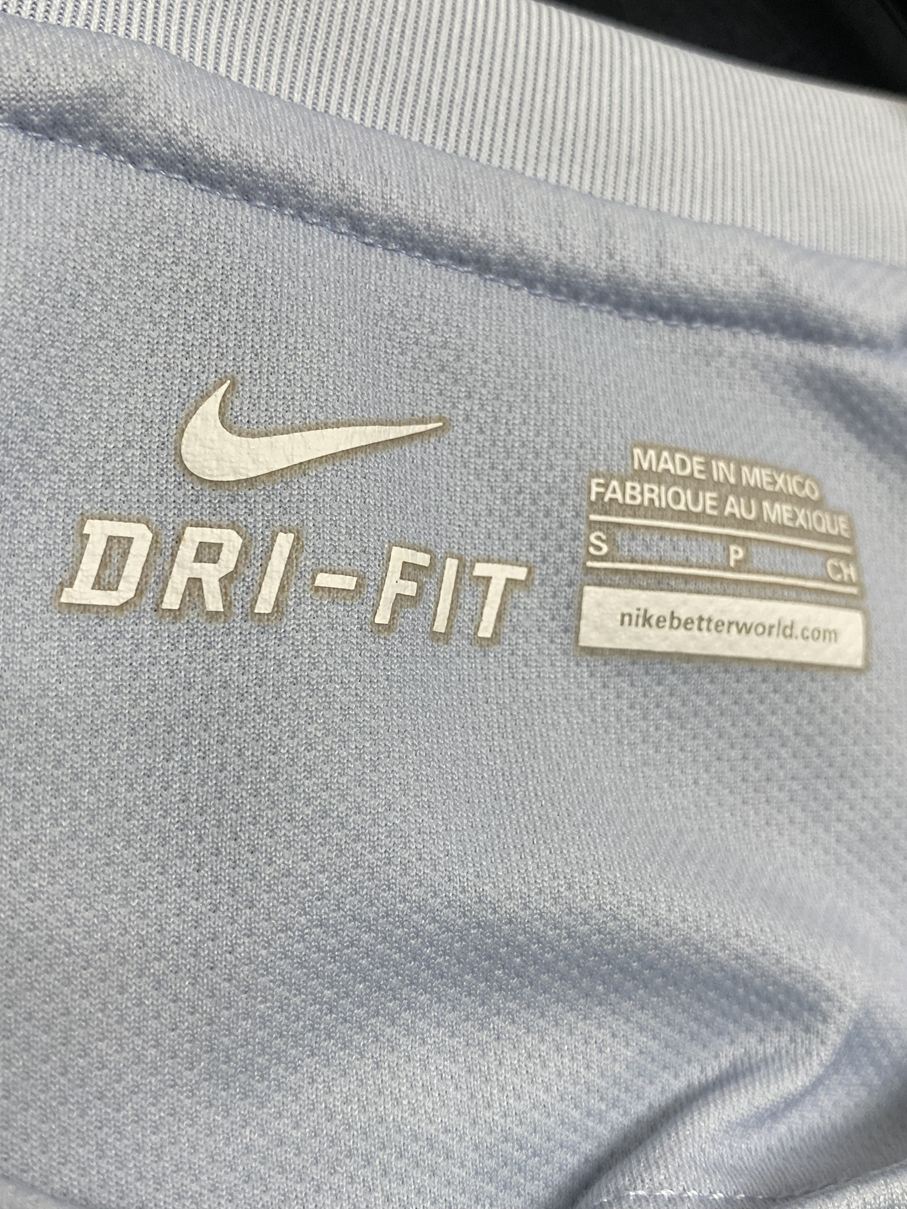 DRI-FIT
MADE IN MEXICO
FABRIQUE AU MEXIQUE
S P CH
nikebetterworld.com